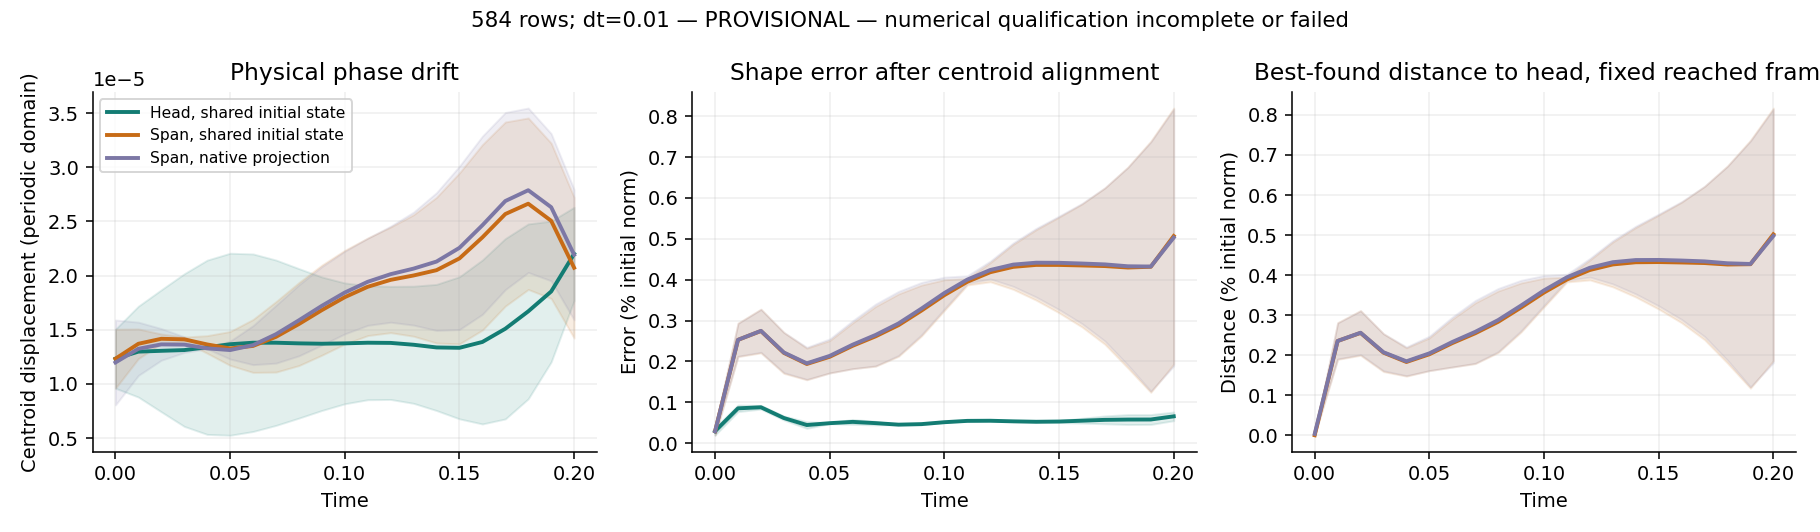 584 rows; dt=0.01 — PROVISIONAL — numerical qualification incomplete or failed
Physical phase drift
1e−5
Centroid displacement (periodic domain)
3.5
3.0
2.5
2.0
1.5
1.0
0.5
Head, shared initial state
Span, shared initial state
Span, native projection
0.00 0.05 0.10 0.15 0.20
Time
Shape error after centroid alignment
Error (% initial norm)
0.8
0.7
0.6
0.5
0.4
0.3
0.2
0.1
0.0
0.00 0.05 0.10 0.15 0.20
Time
Best-found distance to head, fixed reached fram
Distance (% initial norm)
0.8
0.7
0.6
0.5
0.4
0.3
0.2
0.1
0.0
0.00 0.05 0.10 0.15 0.20
Time